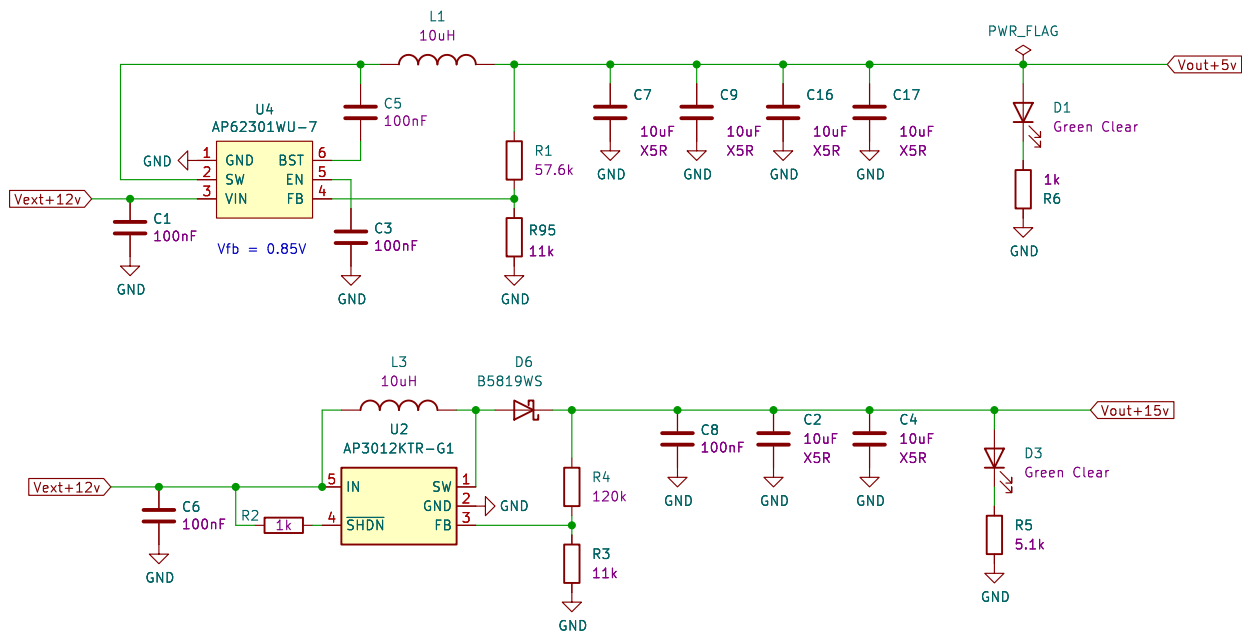 L1
10uH
PWR_FLAG
Vout+5v
U4
AP62301WU-7
C5
100nF
C7
10uF
X5R
C9
10uF
X5R
C16
10uF
X5R
C17
10uF
X5R
D1
Green Clear
GND
1
GND
BST
6
2
SW
EN
5
3
VIN
FB
4
R1
57.6k
GND
GND
GND
GND
1k
R6
Vext+12v
C1
100nF
Vfb = 0.85V
C3
100nF
R95
11k
GND
GND
GND
GND
L3
10uH
D6
B5819WS
Vout+15v
U2
AP3012KTR-G1
C8
100nF
C2
10uF
X5R
C4
10uF
X5R
D3
Green Clear
Vext+12v
5
IN
SW
1
GND
2
GND
4
SHDN
FB
3
R4
120k
GND
GND
GND
C6
100nF
R2
1k
R5
5.1k
R3
11k
GND
GND
GND